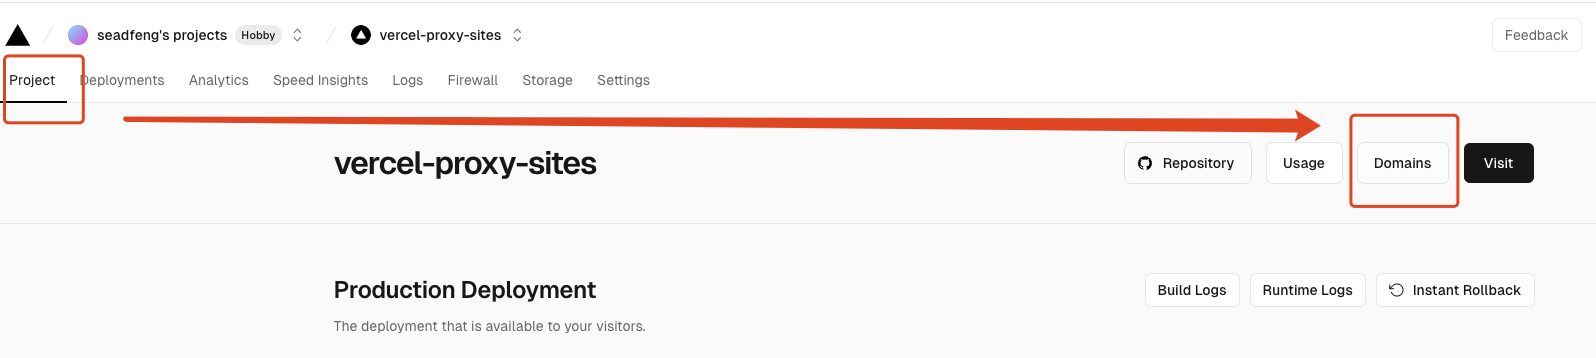 seadfeng's projects Hobby vercel-proxy-sites Feedback
Project Deployments Analytics Speed Insights Logs Firewall Storage Settings
vercel-proxy-sites Repository Usage Domains Visit
Production Deployment Build Logs Runtime Logs Instant Rollback
The deployment that is available to your visitors.